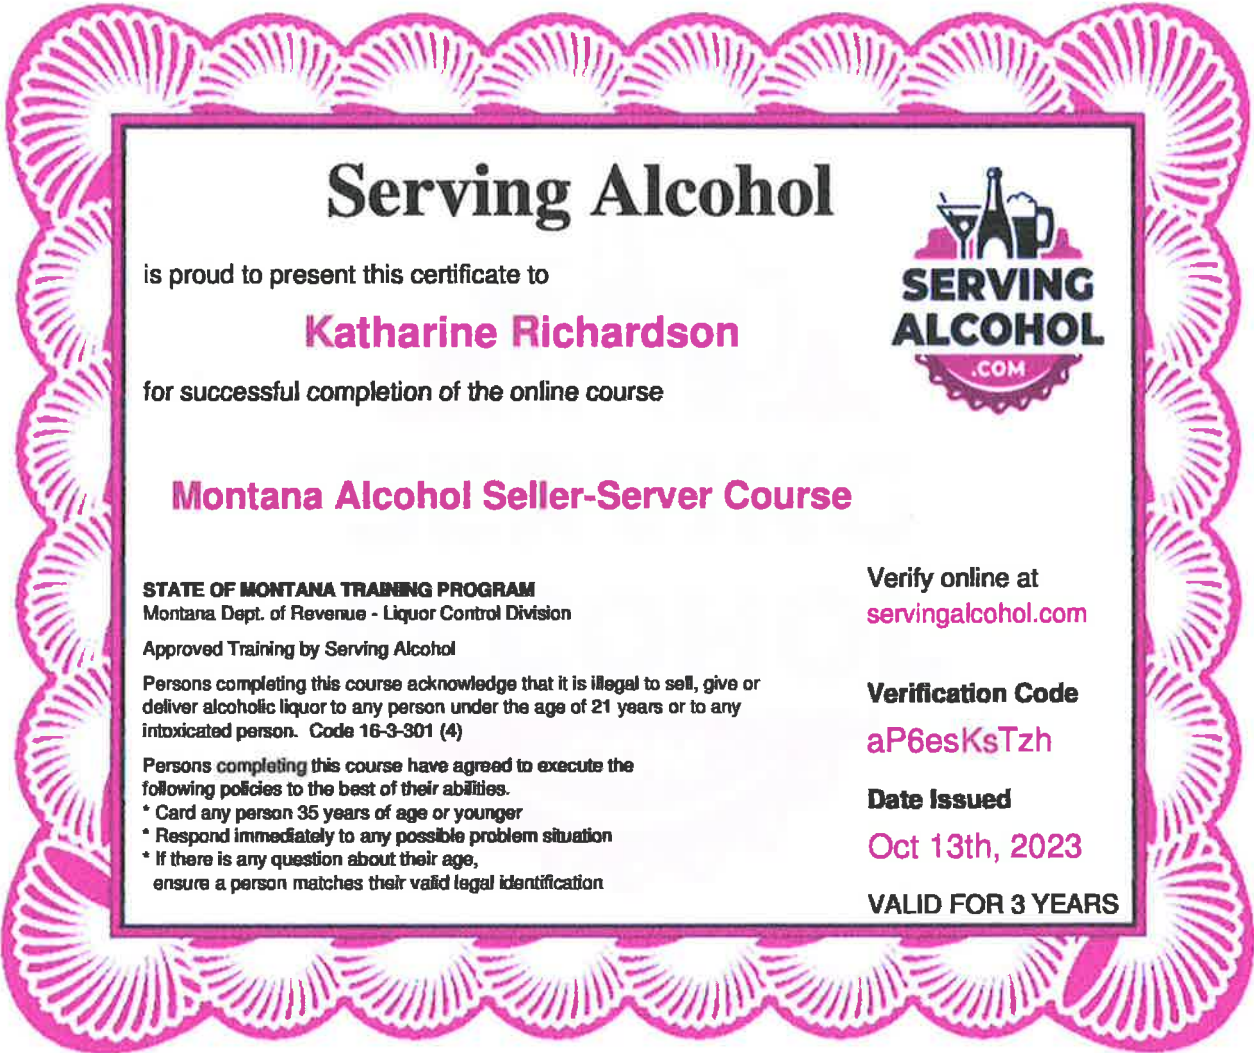 Serving Alcohol
is proud to present this certificate to
Katharine Richardson
for successful completion of the online course
Montana Alcohol Seller-Server Course
SERVING
ALCOHOL
.COM
STATE OF MONTANA TRAINING PROGRAM
Montana Dept. of Revenue - Liquor Control Division
Approved Training by Serving Alcohol
Persons completing this course acknowledge that it is illegal to sell, give or
deliver alcoholic liquor to any person under the age of 21 years or to any
intoxicated person.  Code 16-3-301 (4)
Persons completing this course have agreed to execute the
following policies to the best of their abilities.
* Card any person 35 years of age or younger
* Respond immediately to any possible problem situation
* If there is any question about their age,
ensure a person matches their valid legal identification
Verify online at
servingalcohol.com
Verification Code
aP6esKsTzh
Date Issued
Oct 13th, 2023
VALID FOR 3 YEARS